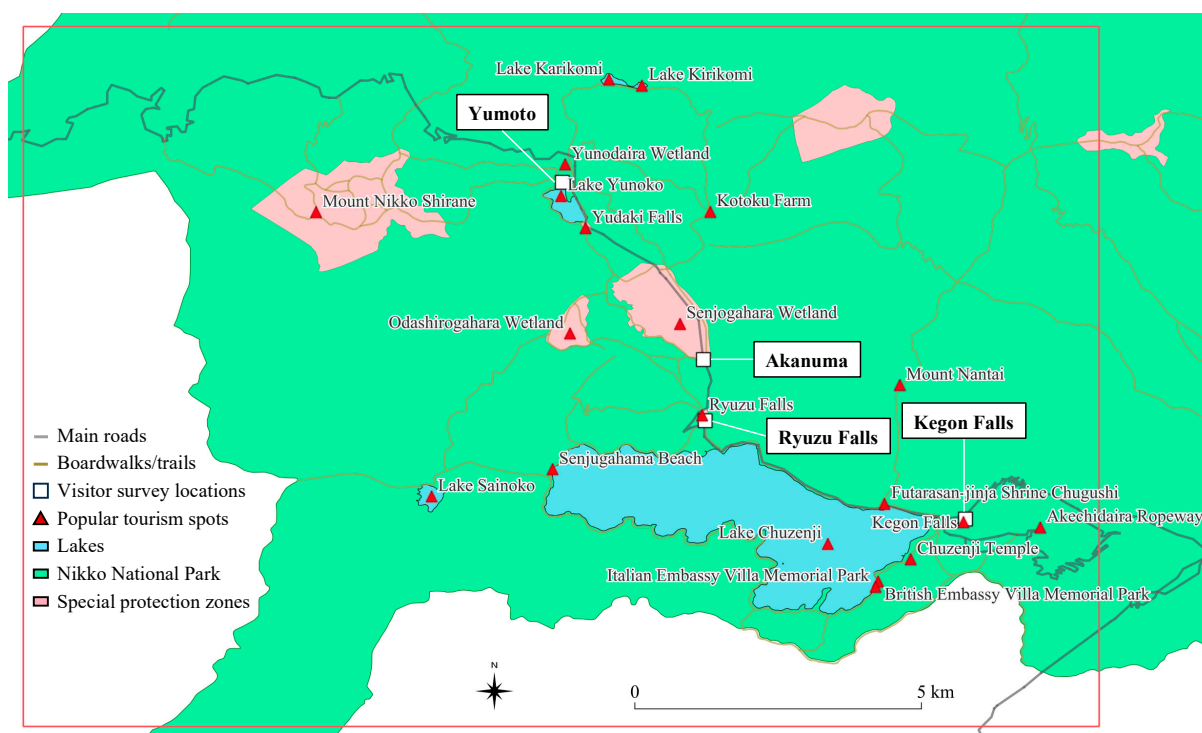 Lake Karikomi
Lake Kirikomi
Yumoto
Yunodaira Wetland
Lake Yunoko
Mount Nikko Shirane
Kotoku Farm
Yudaki Falls
Senjogahara Wetland
Odashirogahara Wetland
Akanuma
Mount Nantai
Ryuzu Falls
Kegon Falls
Ryuzu Falls
Main roads
Boardwalks/trails
Visitor survey locations
Popular tourism spots
Lakes
Nikko National Park
Special protection zones
Senjugahama Beach
Lake Sainoko
Futarasan-jinja Shrine Chugushi
Kegon Falls
Akechidaira Ropeway
Lake Chuzenji
Chuzenji Temple
Italian Embassy Villa Memorial Park
British Embassy Villa Memorial Park
N
0
5 km